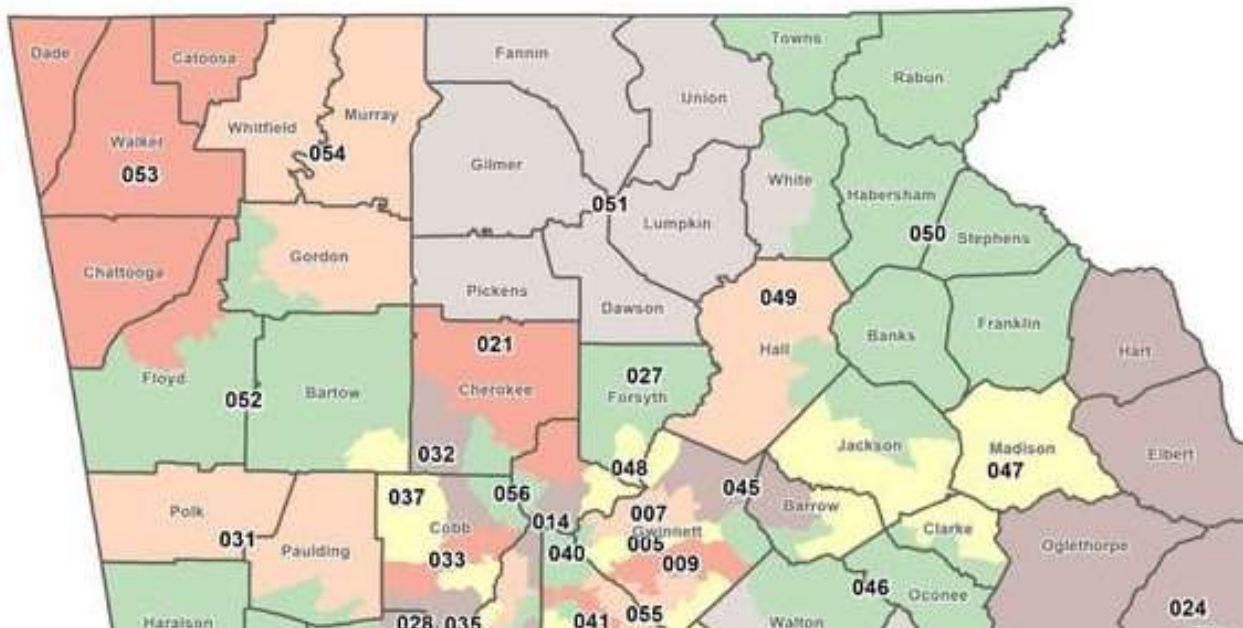 Dade
Catoosa
Fannin
Towns
Rabun
Union
Murray
Whitfield
Walker
054
053
Gilmer
White
Habersham
051
Lumpkin
050
Stephens
Gordon
Chattooga
Pickens
Dawson
049
Franklin
Banks
Hall
Hart
021
027
Floyd
Bartow
052
Cherokee
Forsyth
032
Jackson
Madison
Elbert
048
047
037
056
045
Polk
007
Barrow
014
Cobb
Gwinnett
Clarke
031
Paulding
005
040
Oglethorpe
033
009
046
Oconee
055
024
Haralson
028
035
041
Walton